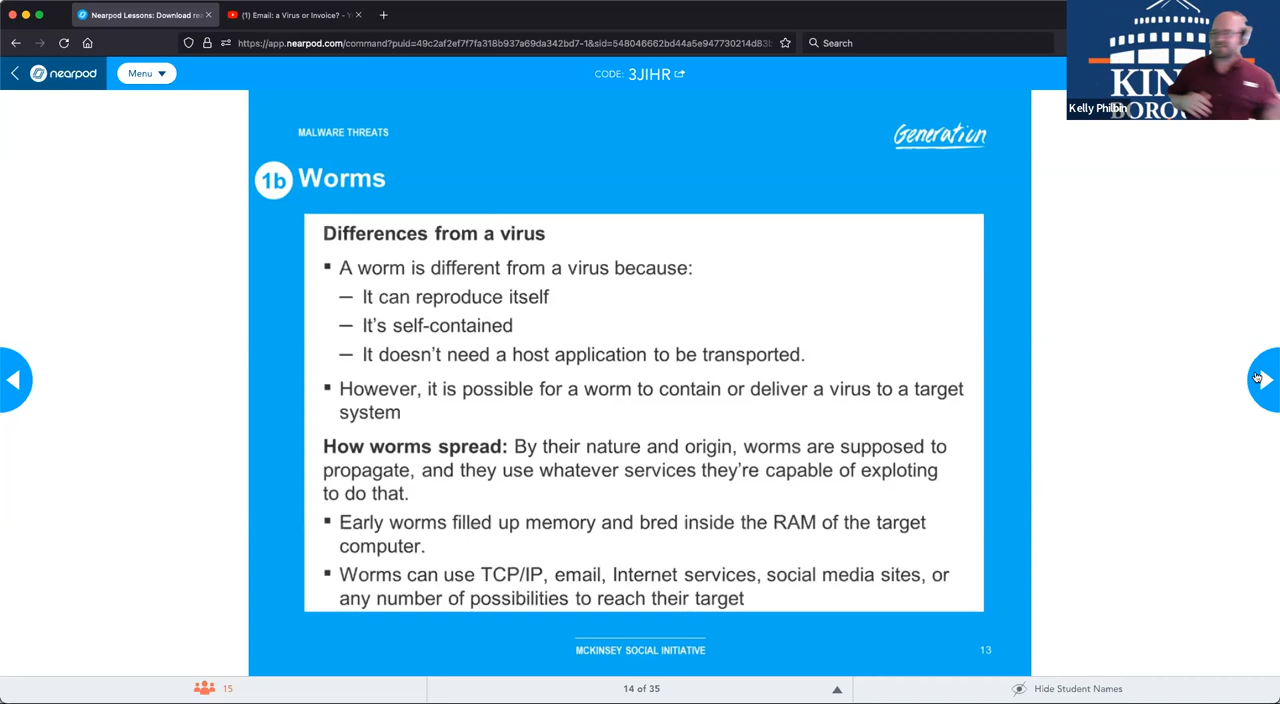 Nearpod Lessons: Download re
(1) Email: a Virus or Invoice? - Y
https://app.nearpod.com/command?puid=49c2af2ef7f7fa318b937a69da342bd7-1&sid=548046662bd44a5e947730214d83b
Search
nearpod
Menu
CODE: 3JIHR
KIN
BOROU
Kelly Philbin
MALWARE THREATS
Generation
1b Worms
Differences from a virus
▪ A worm is different from a virus because:
– It can reproduce itself
– It's self-contained
– It doesn't need a host application to be transported.
▪ However, it is possible for a worm to contain or deliver a virus to a target
system
How worms spread: By their nature and origin, worms are supposed to
propagate, and they use whatever services they're capable of exploting
to do that.
▪ Early worms filled up memory and bred inside the RAM of the target
computer.
▪ Worms can use TCP/IP, email, Internet services, social media sites, or
any number of possibilities to reach their target
MCKINSEY SOCIAL INITIATIVE
13
15
14 of 35
Hide Student Names